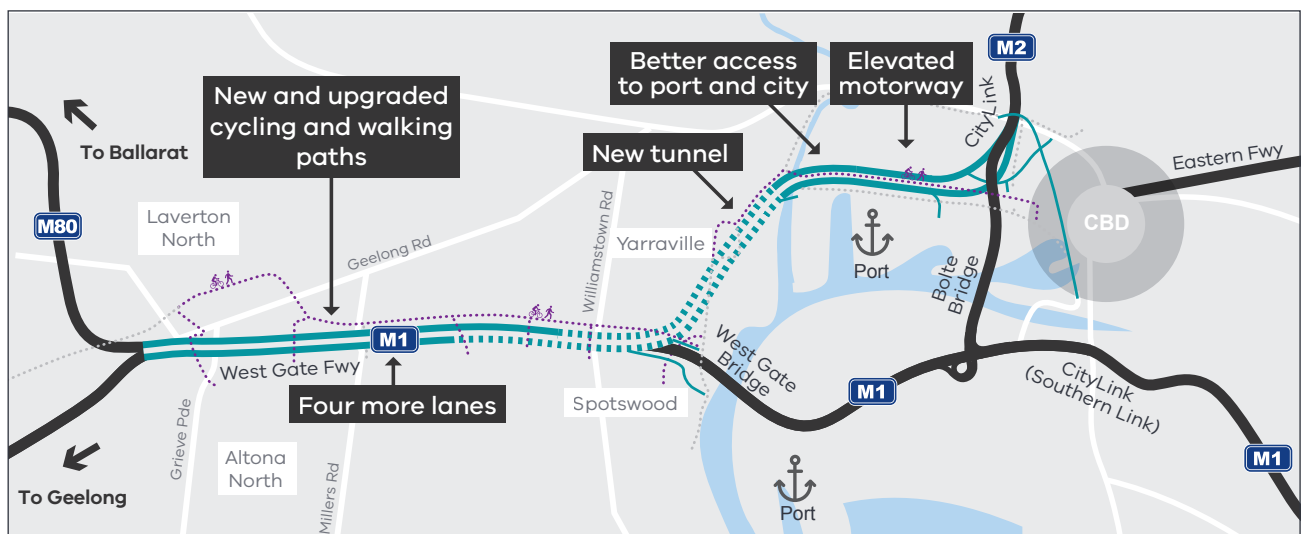 M2
Better access
to port and city
Elevated
motorway
New and upgraded
cycling and walking
paths
CityLink
To Ballarat
New tunnel
Eastern Fwy
M80
Laverton
North
Williamstown Rd
Yarraville
CBD
Geelong Rd
Port
Bolte
Bridge
M1
West Gate Fwy
West Gate
Bridge
Four more lanes
Spotswood
M1
CityLink
(Southern Link)
Grieve Pde
Altona
North
Millers Rd
M1
To Geelong
Port